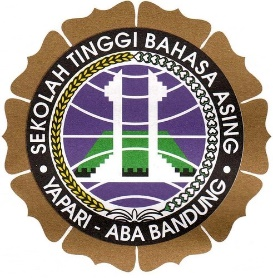 SEKOLAH TINGGI BAHASA ASING
YAPARI - ABA BANDUNG